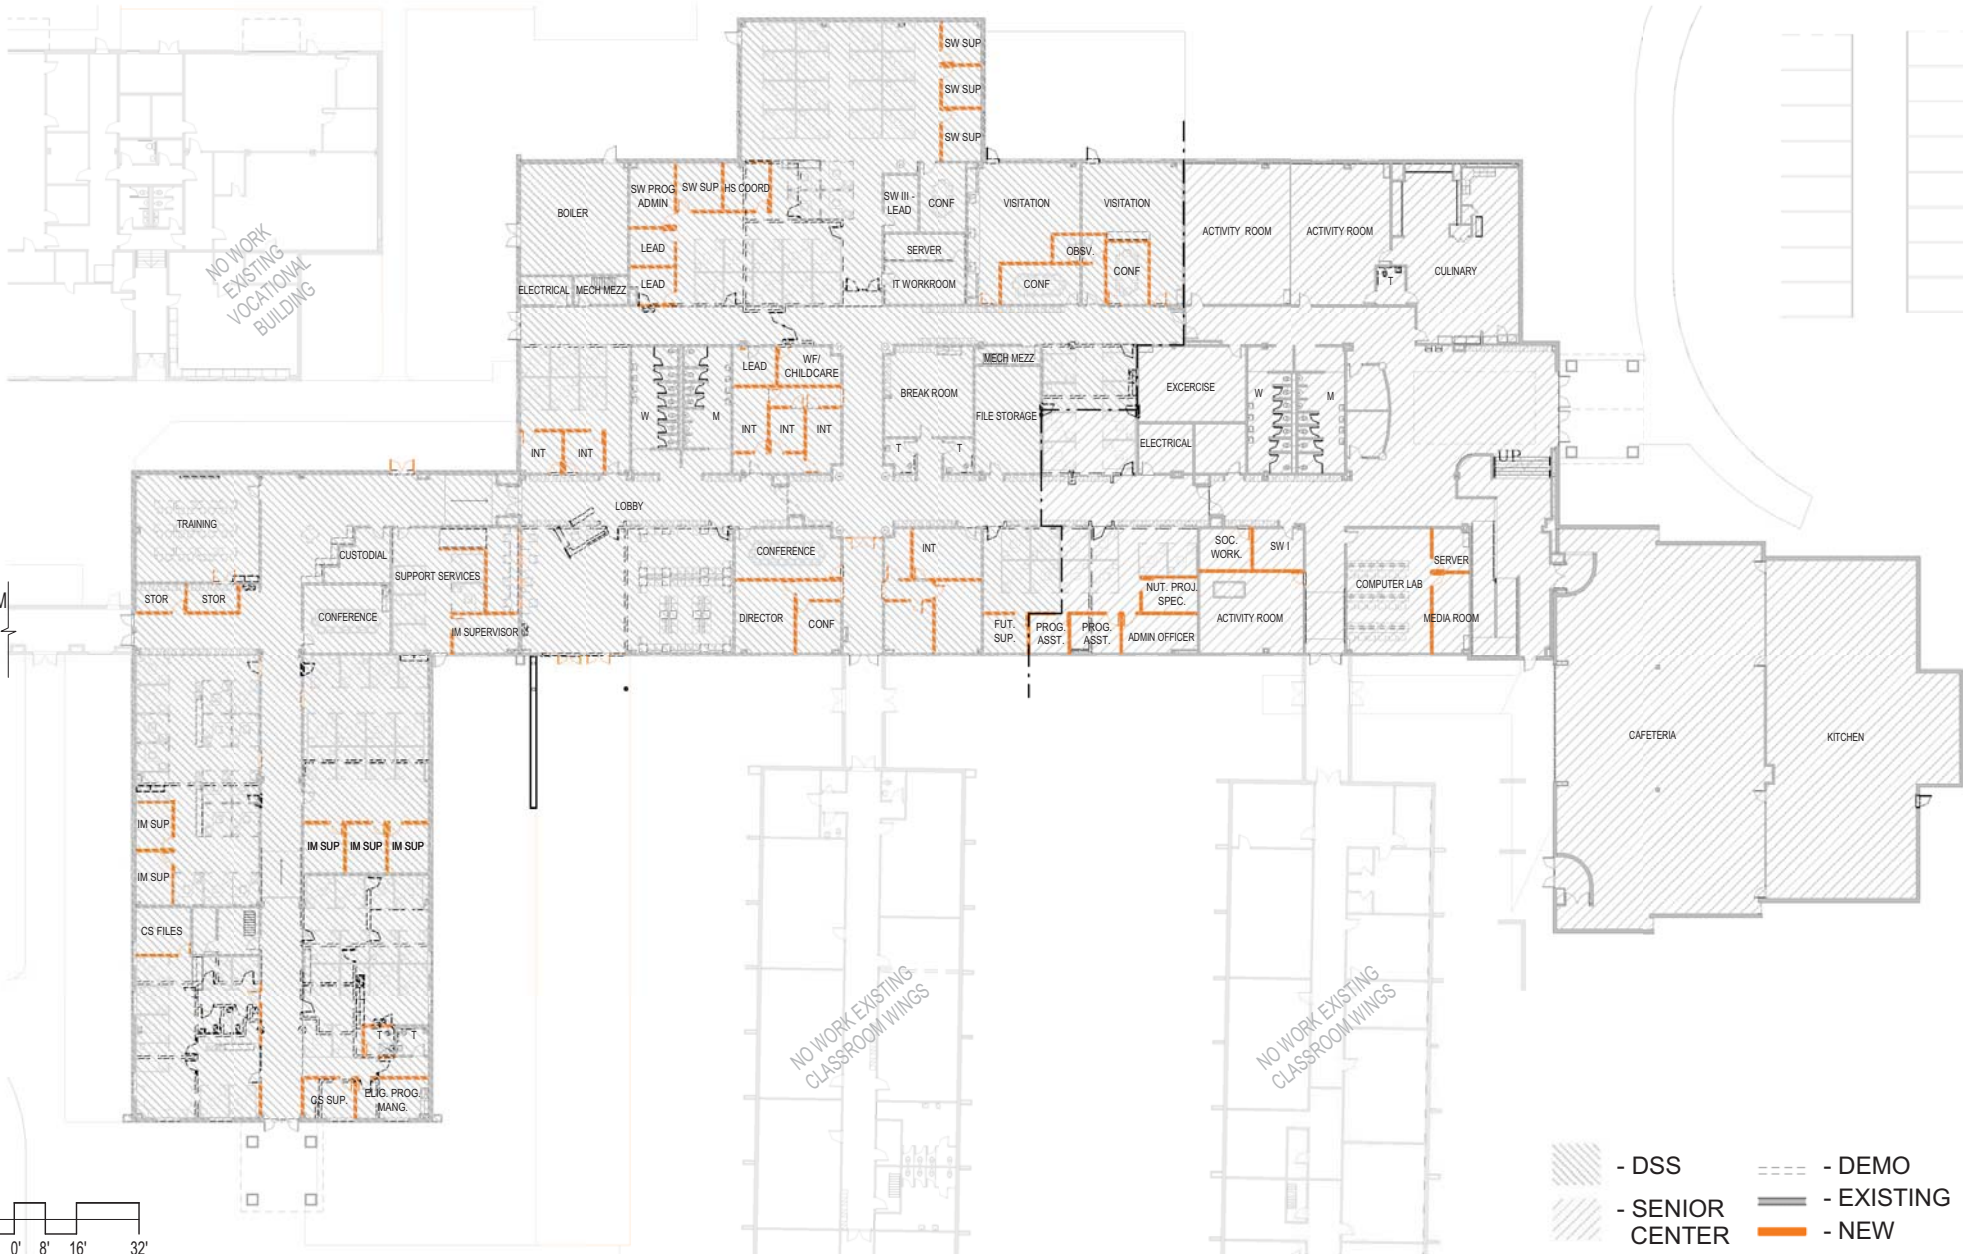 SW SUP
SW SUP
SW SUP
NO WORK
EXISTING
VOCATIONAL
BUILDING
BOILER
SW PROG
ADMIN
SW SUP
HS COORD
SW III -
LEAD
CONF
VISITATION
VISITATION
ACTIVITY ROOM
ACTIVITY ROOM
CULINARY
T
LEAD
LEAD
SERVER
IT WORKROOM
OBSV.
CONF
CONF
ELECTRICAL
MECH MEZZ
LEAD
WF/
CHILDCARE
MECH MEZZ
BREAK ROOM
FILE STORAGE
EXCERCISE
W
M
W
M
INT
INT
INT
INT
INT
T
T
ELECTRICAL
UP
LOBBY
TRAINING
CUSTODIAL
SUPPORT SERVICES
CONFERENCE
INT
SOC.
WORK.
SW I
SERVER
COMPUTER LAB
STOR
STOR
CONFERENCE
IM SUPERVISOR
DIRECTOR
CONF
FUT.
SUP.
PROG.
ASST.
PROG.
ASST.
NUT. PROJ.
SPEC.
ADMIN OFFICER
ACTIVITY ROOM
MEDIA ROOM
M
CAFETERIA
KITCHEN
IM SUP
IM SUP
IM SUP
IM SUP
IM SUP
CS FILES
T
T
CS SUP.
ELIG. PROG.
MANG.
NO WORK EXISTING
CLASSROOM WINGS
NO WORK EXISTING
CLASSROOM WINGS
- DSS
- SENIOR
CENTER
- DEMO
- EXISTING
- NEW
0' 8' 16' 32'